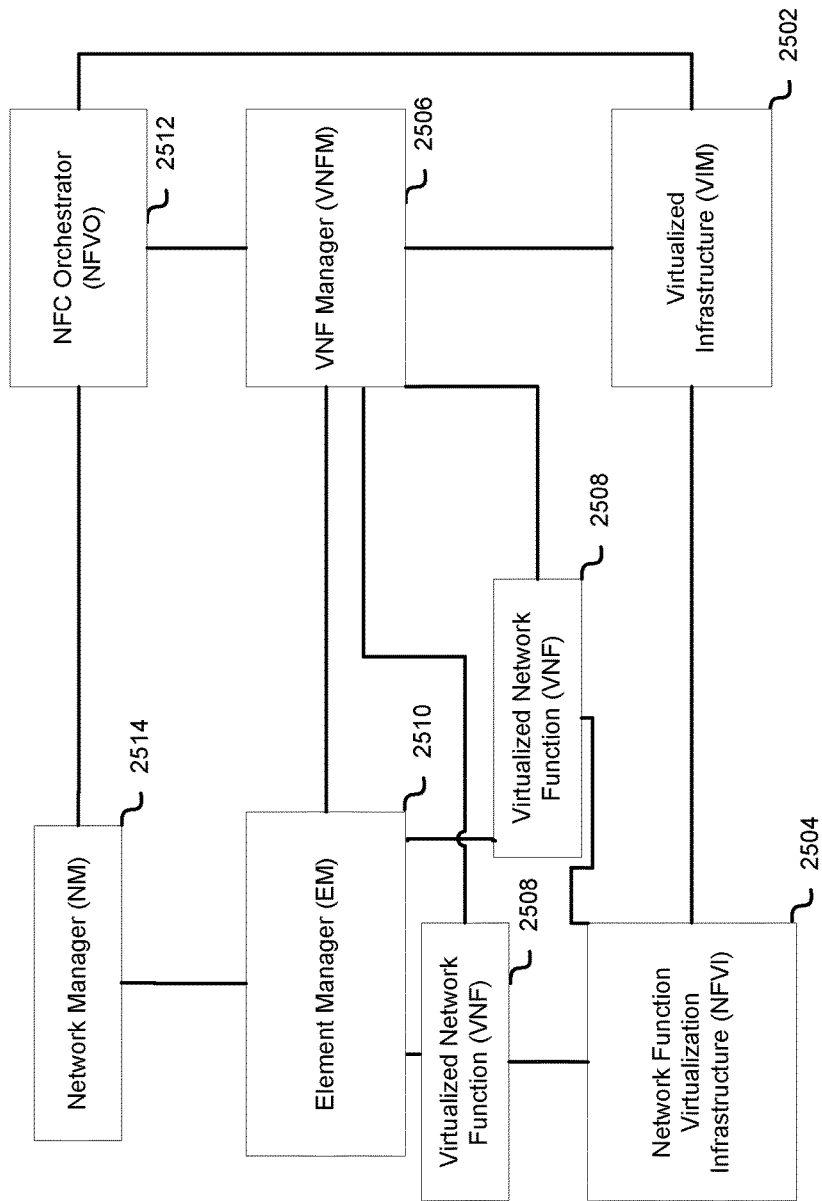 Network Manager (NM)
2514
NFC Orchestrator
(NFVO)
2512
Element Manager (EM)
2510
VNF Manager (VNFM)
2506
Virtualized Network
Function (VNF)
2508
Virtualized Network
Function (VNF)
2508
Network Function
Virtualization
Infrastructure (NFVI)
2504
Virtualized
Infrastructure (VIM)
2502